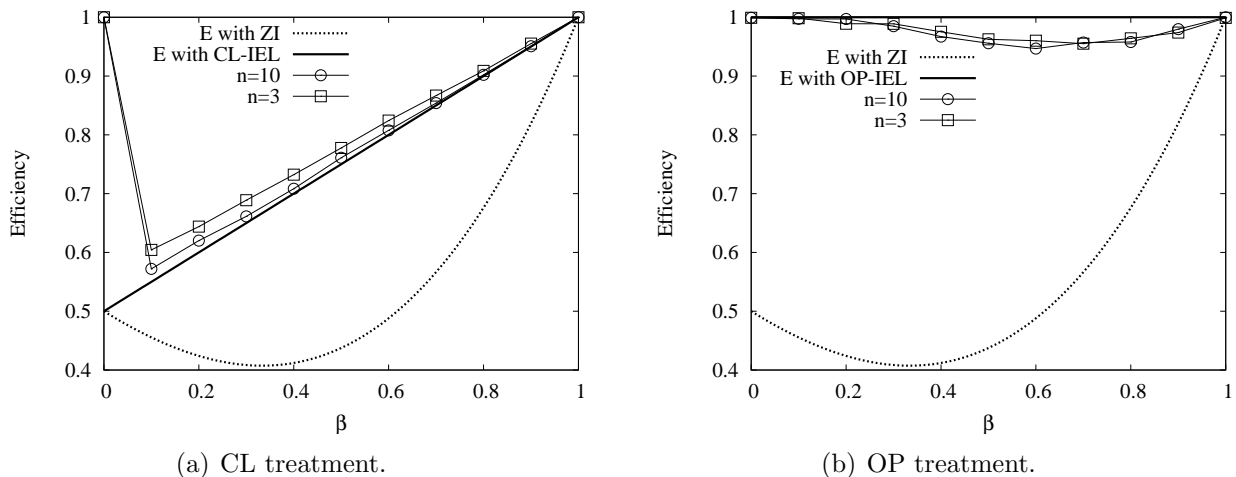 1
0.9
0.8
0.7
0.6
0.5
0.4
0 0.2 0.4 0.6 0.8 1
Efficiency
β
E with ZI
E with CL-IEL
n=10
n=3
(a) CL treatment.
1
0.9
0.8
0.7
0.6
0.5
0.4
0 0.2 0.4 0.6 0.8 1
Efficiency
β
E with ZI
E with OP-IEL
n=10
n=3
(b) OP treatment.